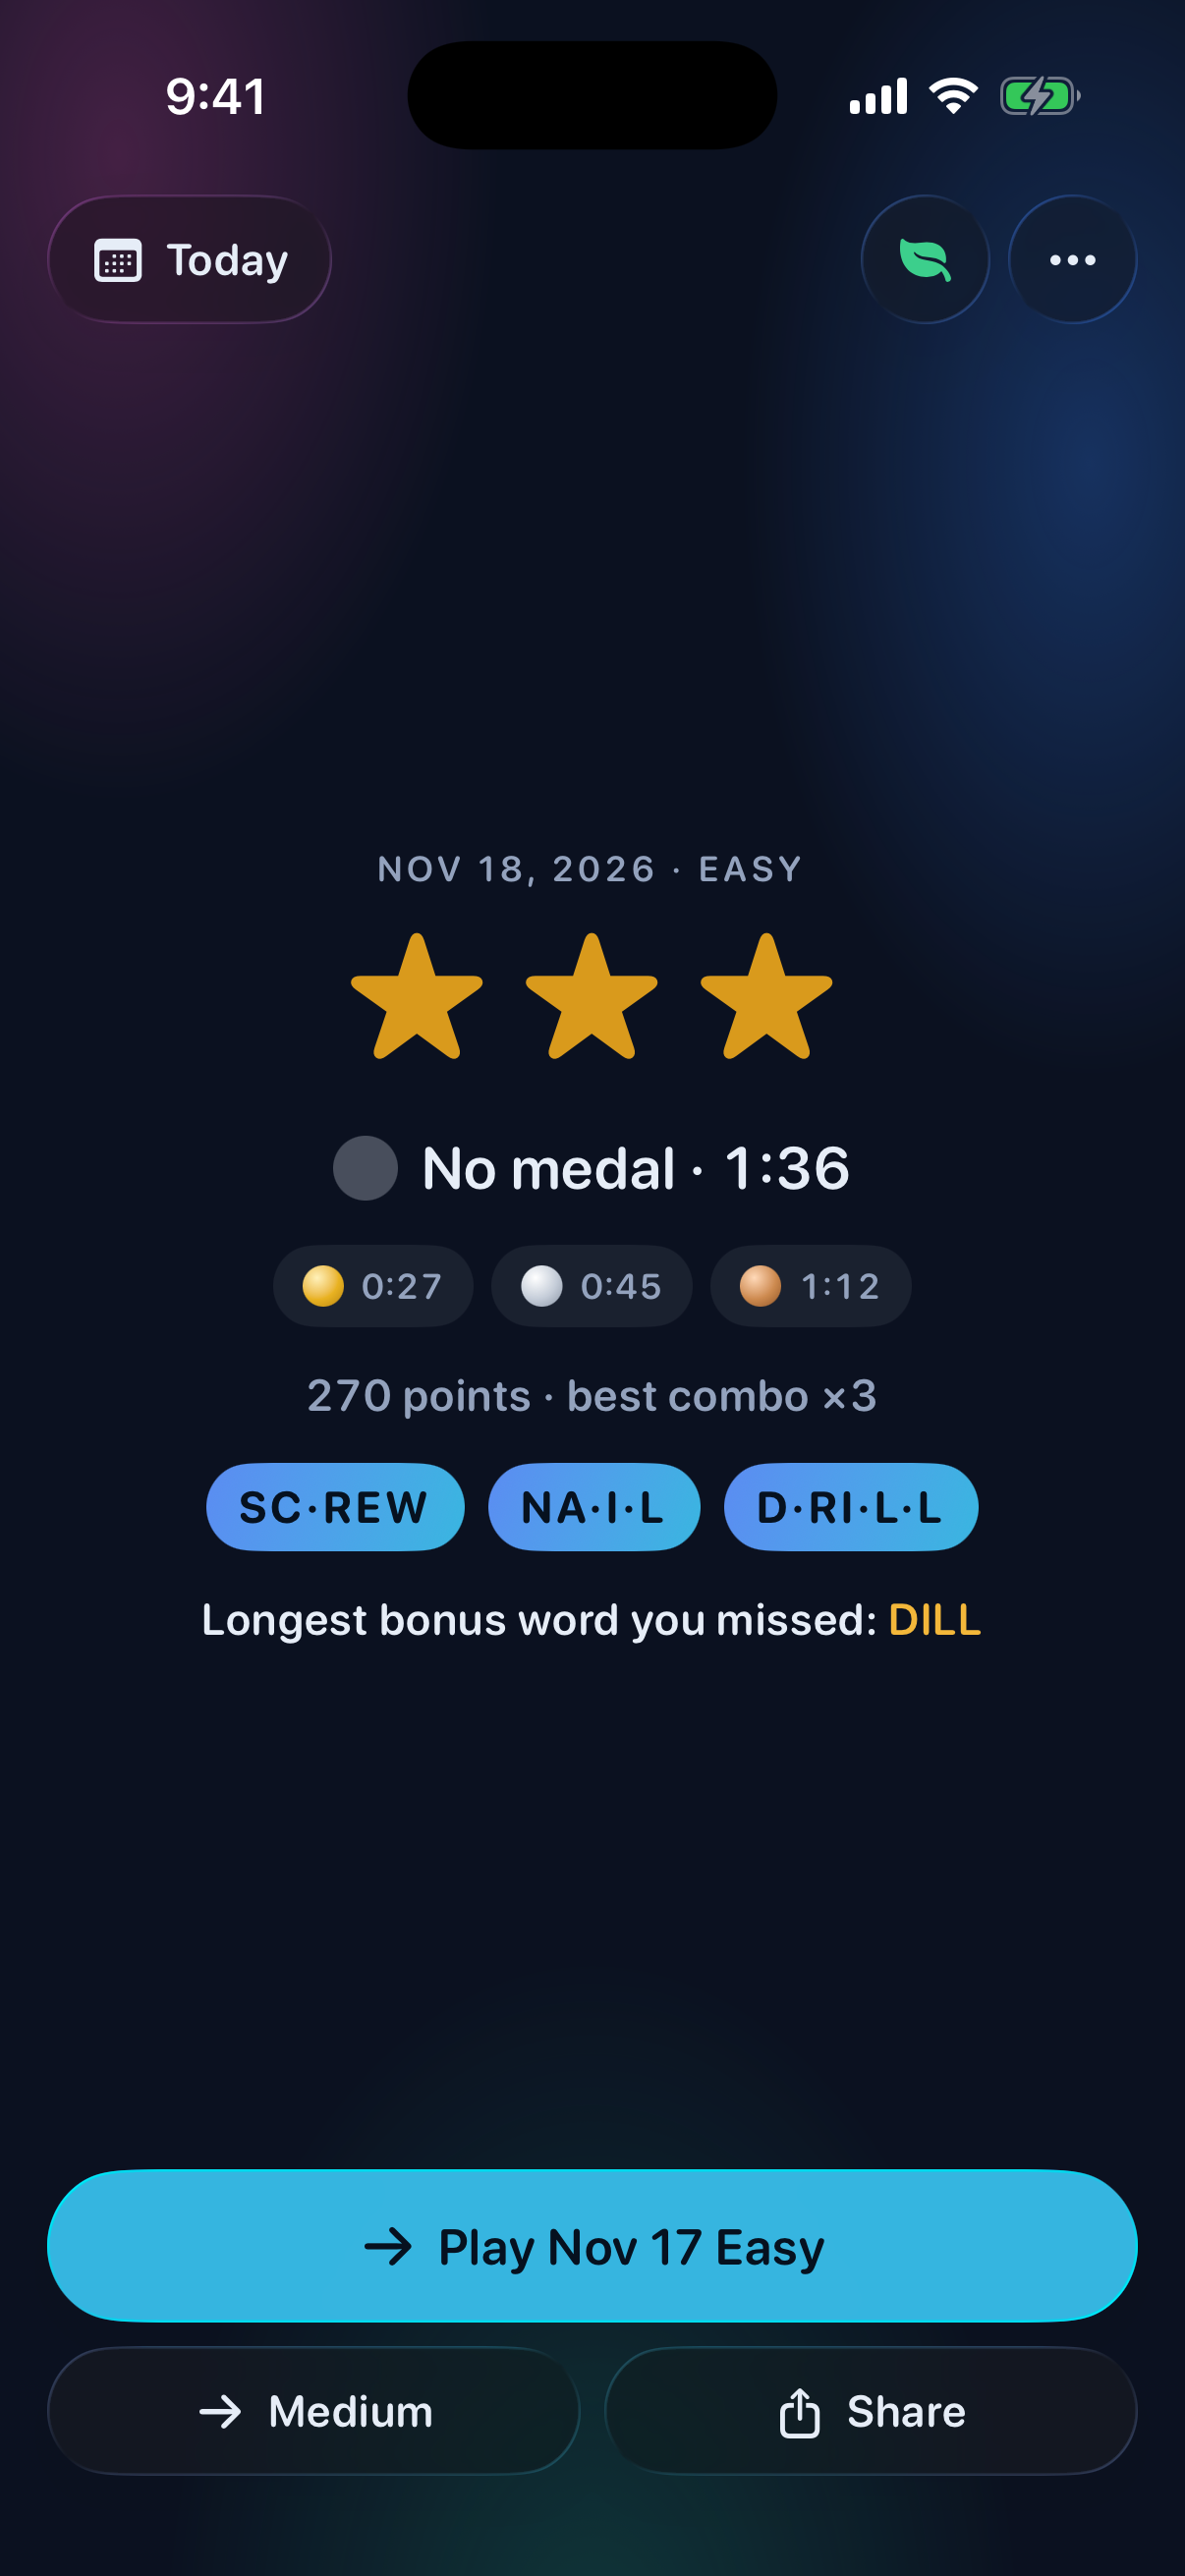 9:41
Today
NOV 18, 2026 · EASY
No medal · 1:36
0:27 0:45 1:12
270 points · best combo ×3
SC·REW NA·I·L D·RI·L·L
Longest bonus word you missed: DILL
→ Play Nov 17 Easy
→ Medium Share